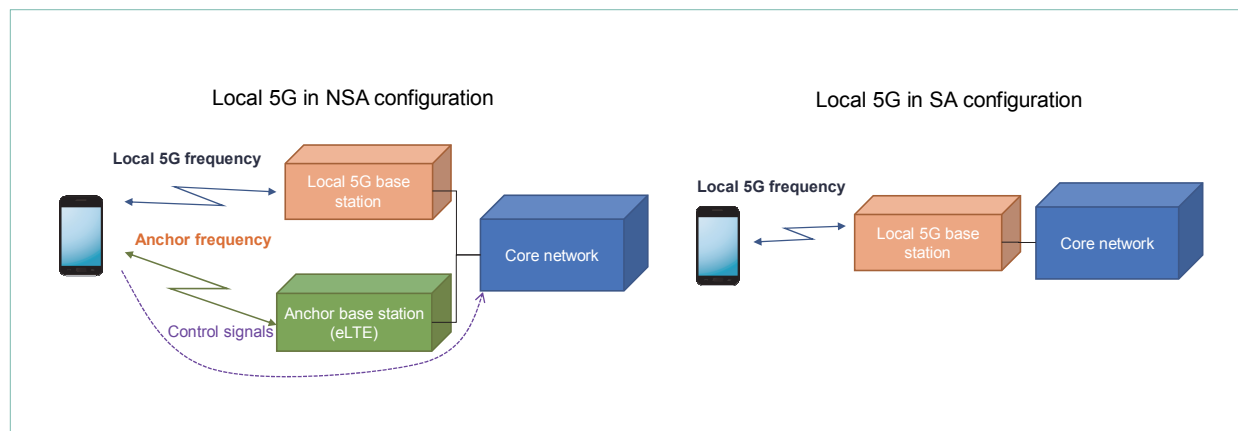 Local 5G in NSA configuration
Local 5G frequency
Local 5G base
station
Anchor frequency
Core network
Anchor base station
(eLTE)
Control signals
Local 5G in SA configuration
Local 5G frequency
Local 5G base
station
Core network